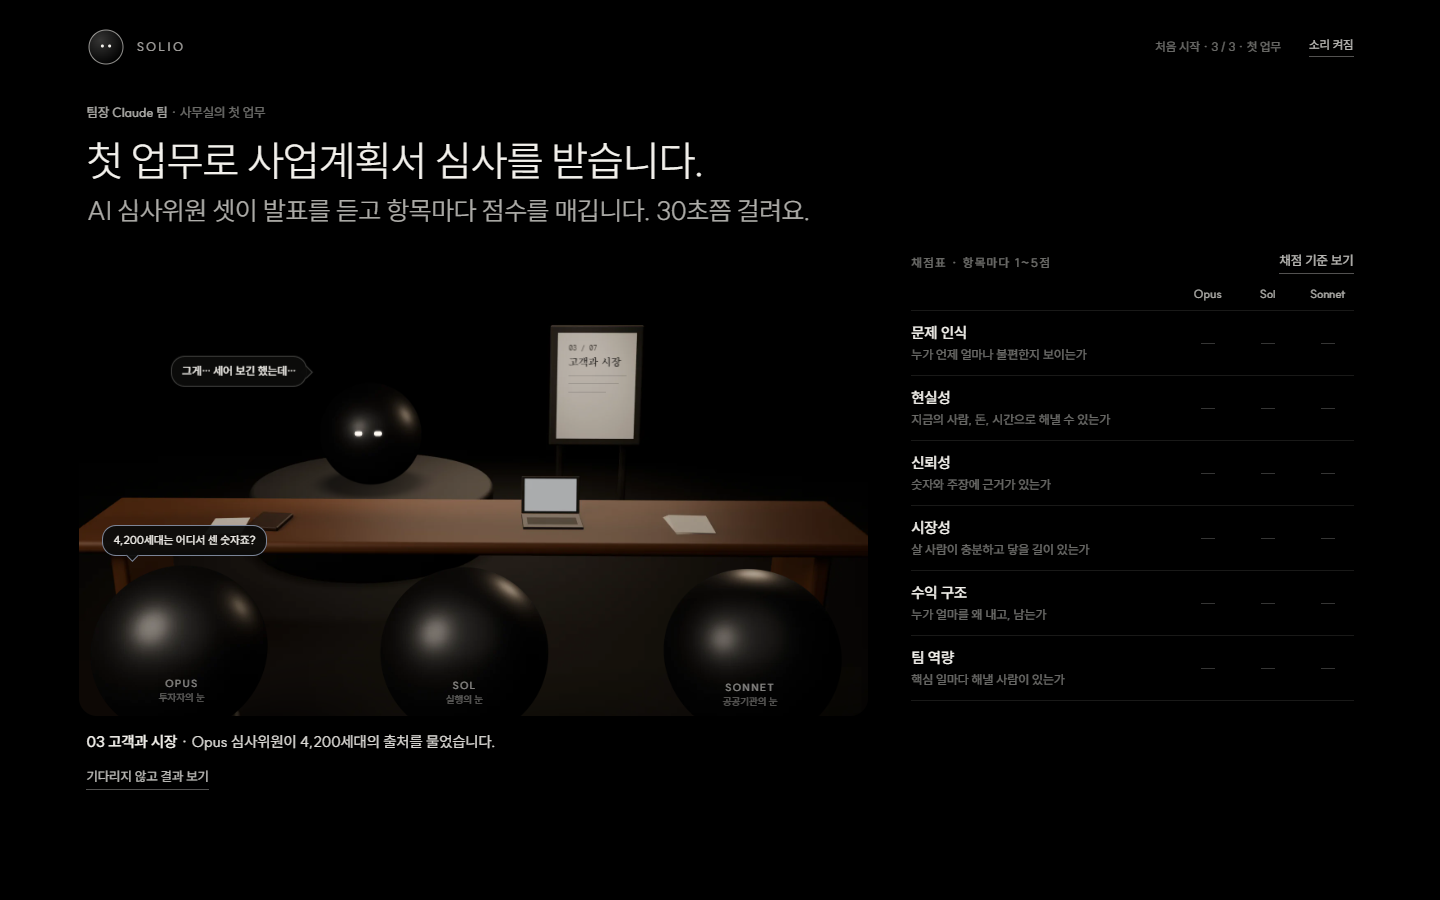 SOLIO
처음 시작 · 3 / 3 · 첫 업무
소리 켜짐
팀장 Claude 팀 · 사무실의 첫 업무
첫 업무로 사업계획서 심사를 받습니다.
AI 심사위원 셋이 발표를 듣고 항목마다 점수를 매깁니다. 30초쯤 걸려요.
그게… 세어 보긴 했는데…
03 / 07
고객과 시장
4,200세대는 어디서 센 숫자죠?
OPUS
투자자의 눈
SOL
실행의 눈
SONNET
공공기관의 눈
03 고객과 시장 · Opus 심사위원이 4,200세대의 출처를 물었습니다.
기다리지 않고 결과 보기
채점표 · 항목마다 1~5점
채점 기준 보기
Opus Sol Sonnet
문제 인식 — — —
누가 언제 얼마나 불편한지 보이는가
현실성 — — —
지금의 사람, 돈, 시간으로 해낼 수 있는가
신뢰성 — — —
숫자와 주장에 근거가 있는가
시장성 — — —
살 사람이 충분하고 닿을 길이 있는가
수익 구조 — — —
누가 얼마를 왜 내고, 남는가
팀 역량 — — —
핵심 일마다 해낼 사람이 있는가